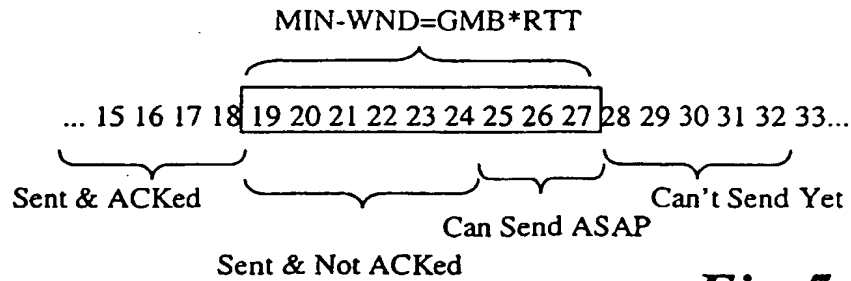 MIN-WND=GMB*RTT
... 15 16 17 18 19 20 21 22 23 24 25 26 27 28 29 30 31 32 33...
Sent & ACKed
Can't Send Yet
Can Send ASAP
Sent & Not ACKed